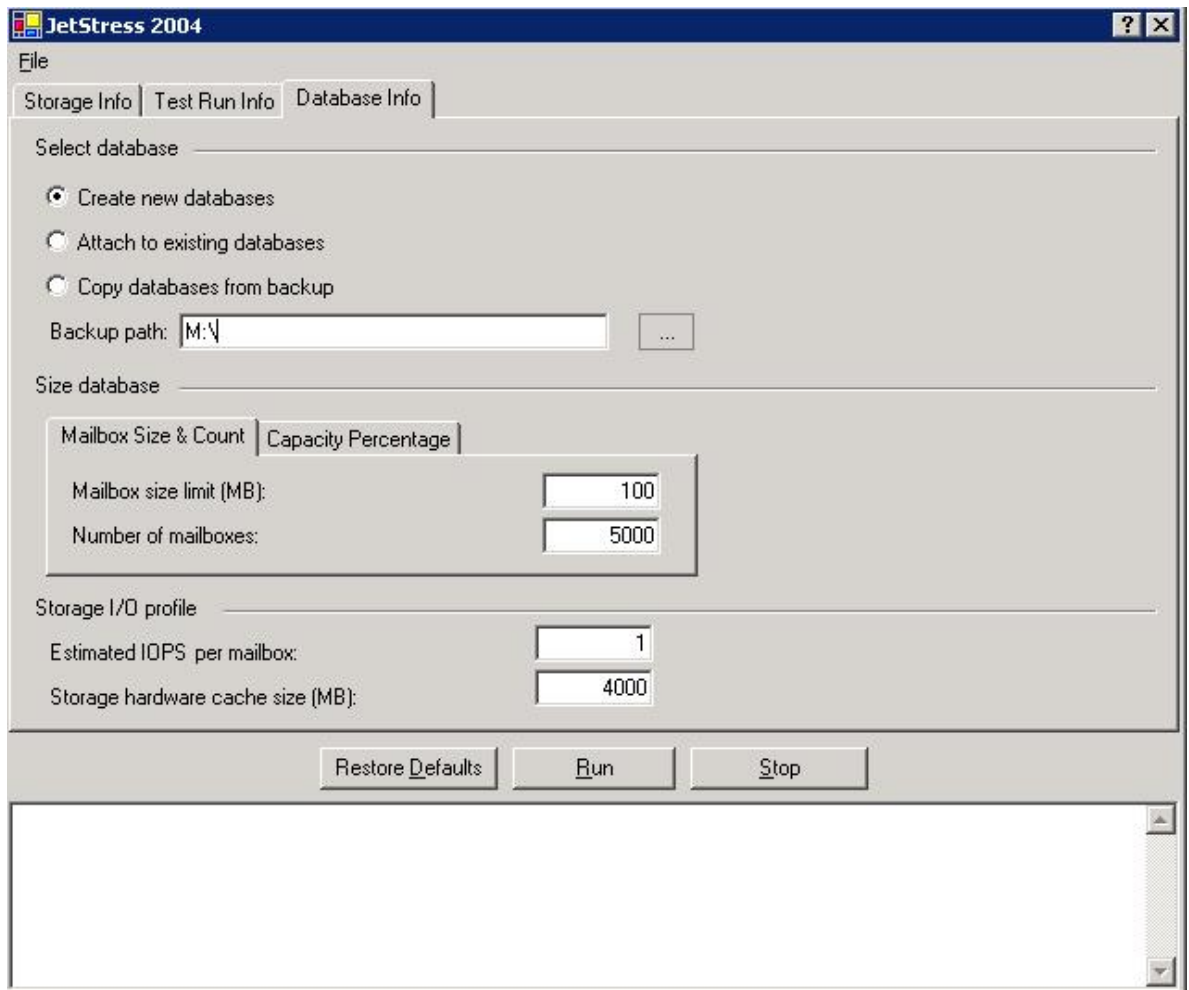 JetStress 2004
File
Storage Info Test Run Info Database Info
Select database
Create new databases
Attach to existing databases
Copy databases from backup
Backup path: M:\ ...
Size database
Mailbox Size & Count Capacity Percentage
Mailbox size limit (MB): 100
Number of mailboxes: 5000
Storage I/O profile
Estimated IOPS per mailbox: 1
Storage hardware cache size (MB): 4000
Restore Defaults Run Stop